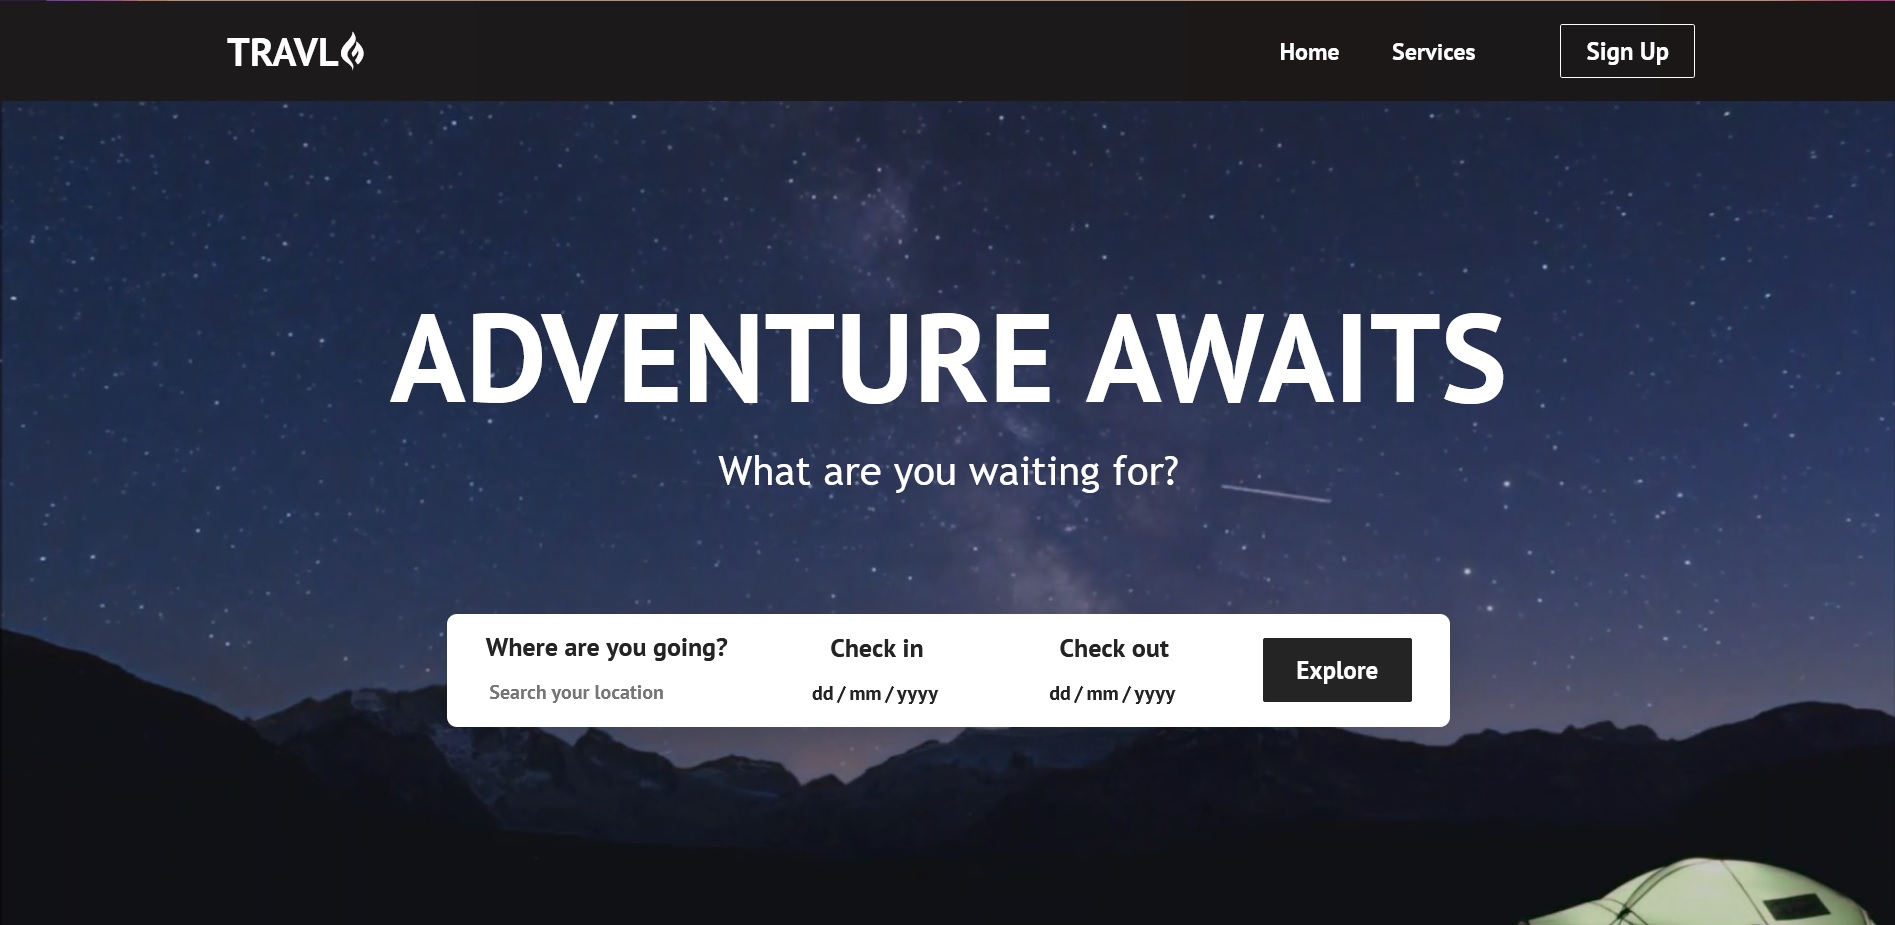 TRAVL
Home
Services
Sign Up
ADVENTURE AWAITS
What are you waiting for?
Where are you going?
Search your location
Check in
dd / mm / yyyy
Check out
dd / mm / yyyy
Explore